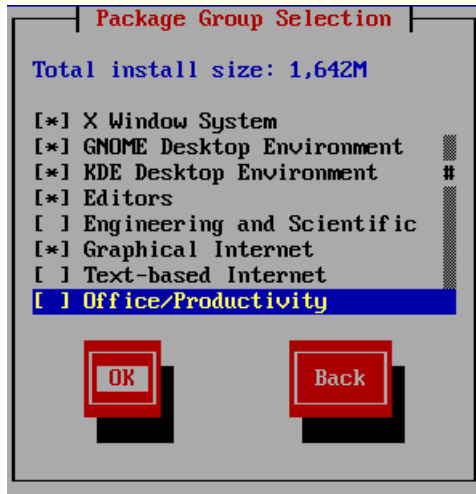 Package Group Selection
Total install size: 1,642M
[*] X Window System
[*] GNOME Desktop Environment
[*] KDE Desktop Environment #
[*] Editors
[ ] Engineering and Scientific
[*] Graphical Internet
[ ] Text-based Internet
[ ] Office/Productivity
OK Back